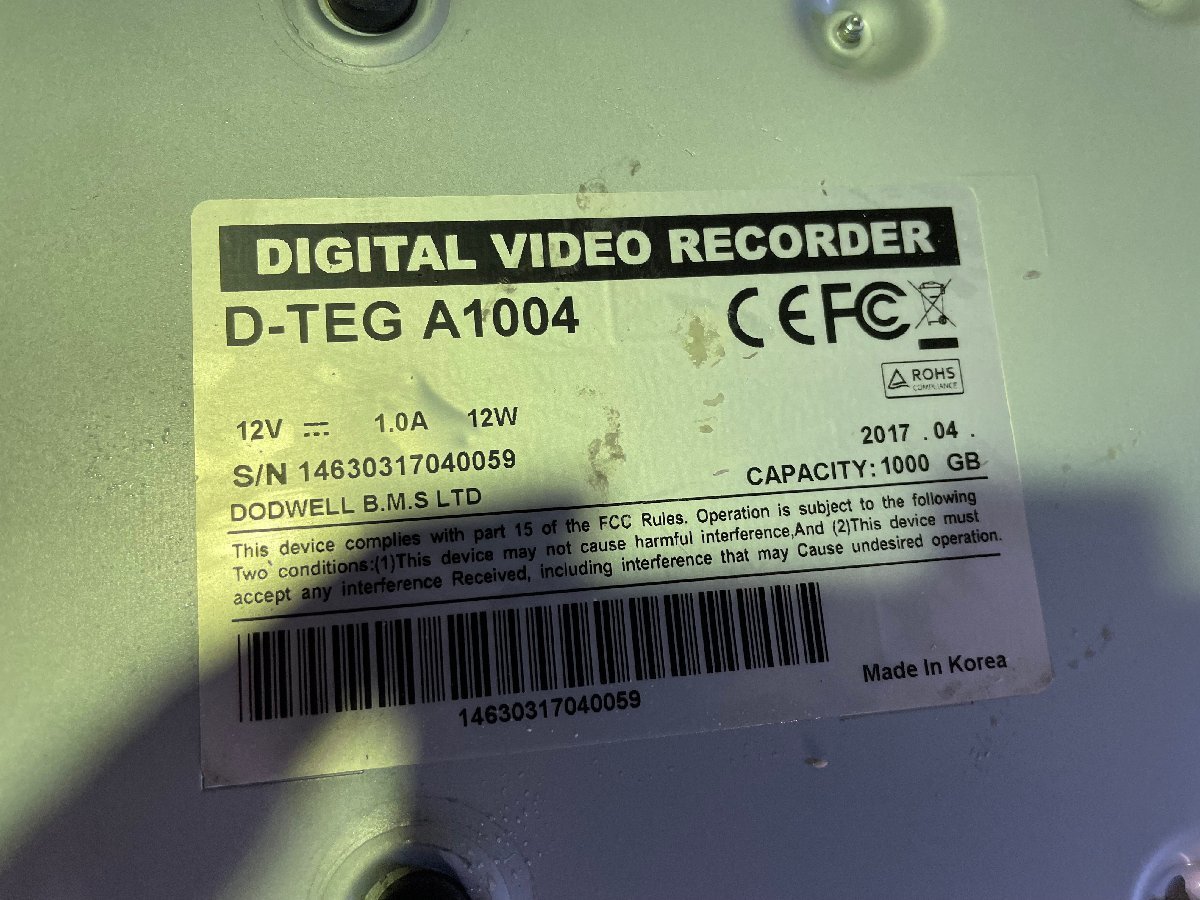 DIGITAL VIDEO RECORDER
D-TEG A1004
CE FC
ROHS
COMPLIANCE
12V ⎓ 1.0A 12W
2017 .04 .
S/N 14630317040059
CAPACITY:1000 GB
DODWELL B.M.S LTD
This device complies with part 15 of the FCC Rules. Operation is subject to the following
Two` conditions:(1)This device may not cause harmful interference,And (2)This device must
accept any interference Received, including interference that may Cause undesired operation.
14630317040059
Made In Korea